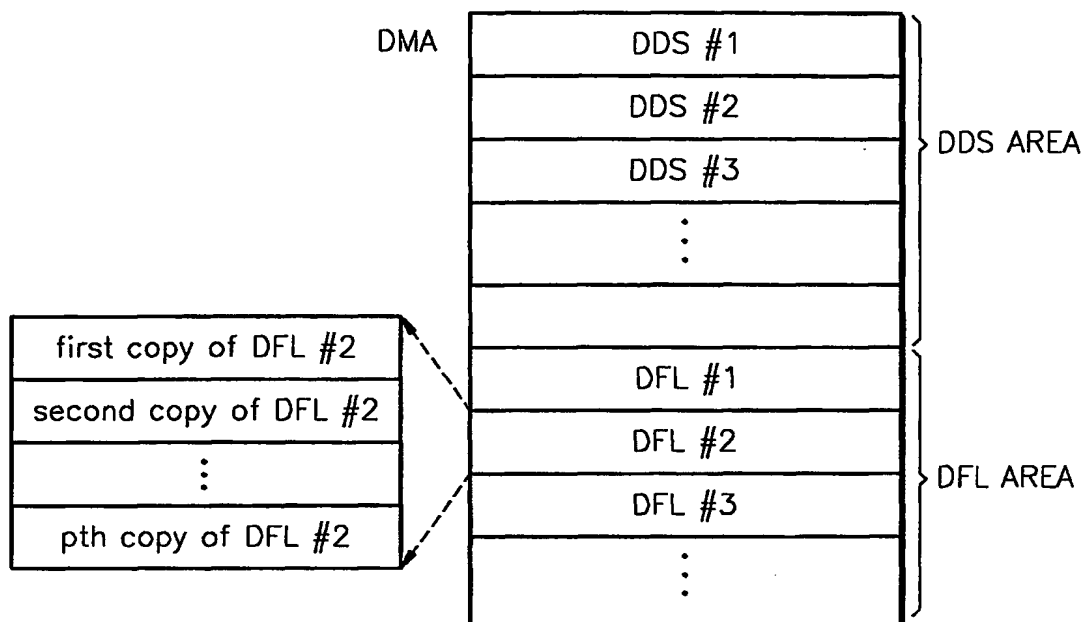 DMA
DDS #1
DDS #2
DDS #3
⋮
DDS AREA
first copy of DFL #2
second copy of DFL #2
⋮
pth copy of DFL #2
DFL #1
DFL #2
DFL #3
⋮
DFL AREA